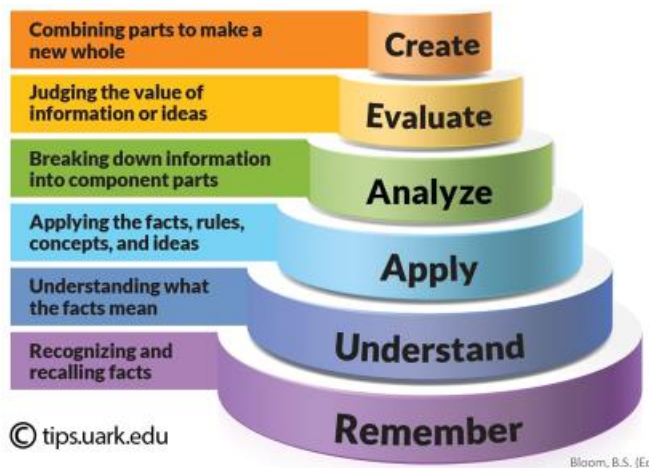 Combining parts to make a
new whole
Create
Judging the value of
information or ideas
Evaluate
Breaking down information
into component parts
Analyze
Applying the facts, rules,
concepts, and ideas
Apply
Understanding what
the facts mean
Understand
Recognizing and
recalling facts
Remember
© tips.uark.edu
Bloom, B.S. (Ed